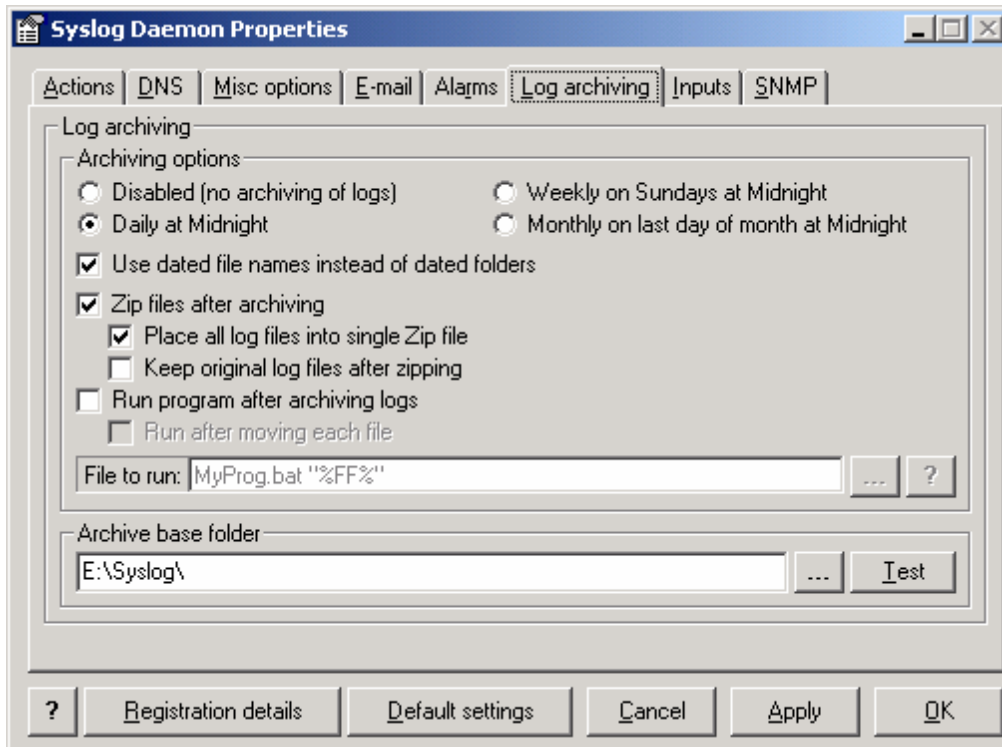 Syslog Daemon Properties
Actions DNS Misc options E-mail Alarms Log archiving Inputs SNMP
Log archiving
Archiving options
Disabled (no archiving of logs) Weekly on Sundays at Midnight
Daily at Midnight Monthly on last day of month at Midnight
Use dated file names instead of dated folders
Zip files after archiving
Place all log files into single Zip file
Keep original log files after zipping
Run program after archiving logs
Run after moving each file
File to run: MyProg.bat "%FF%" ... ?
Archive base folder
E:\Syslog\ ... Test
? Registration details Default settings Cancel Apply OK